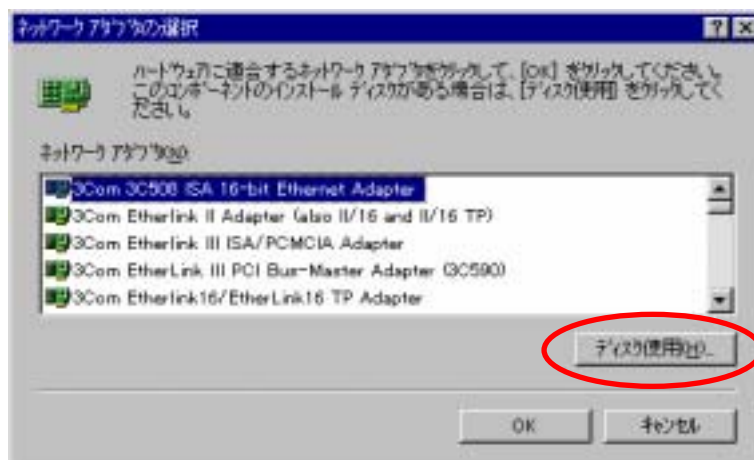 ネットワーク アダプタの選択
ハードウェアに適合するネットワーク アダプタをクリックして、[OK] をクリックしてください。
このコンポーネントのインストール ディスクがある場合は、[ディスク使用] をクリックしてく
ださい。
ネットワーク アダプタ(N):
3Com 3C508 ISA 16-bit Ethernet Adapter
3Com Etherlink II Adapter (also II/16 and II/16 TP)
3Com Etherlink III ISA/PCMCIA Adapter
3Com EtherLink III PCI Bus-Master Adapter (3C590)
3Com Etherlink16/EtherLink16 TP Adapter
ディスク使用(H)...
OK
キャンセル